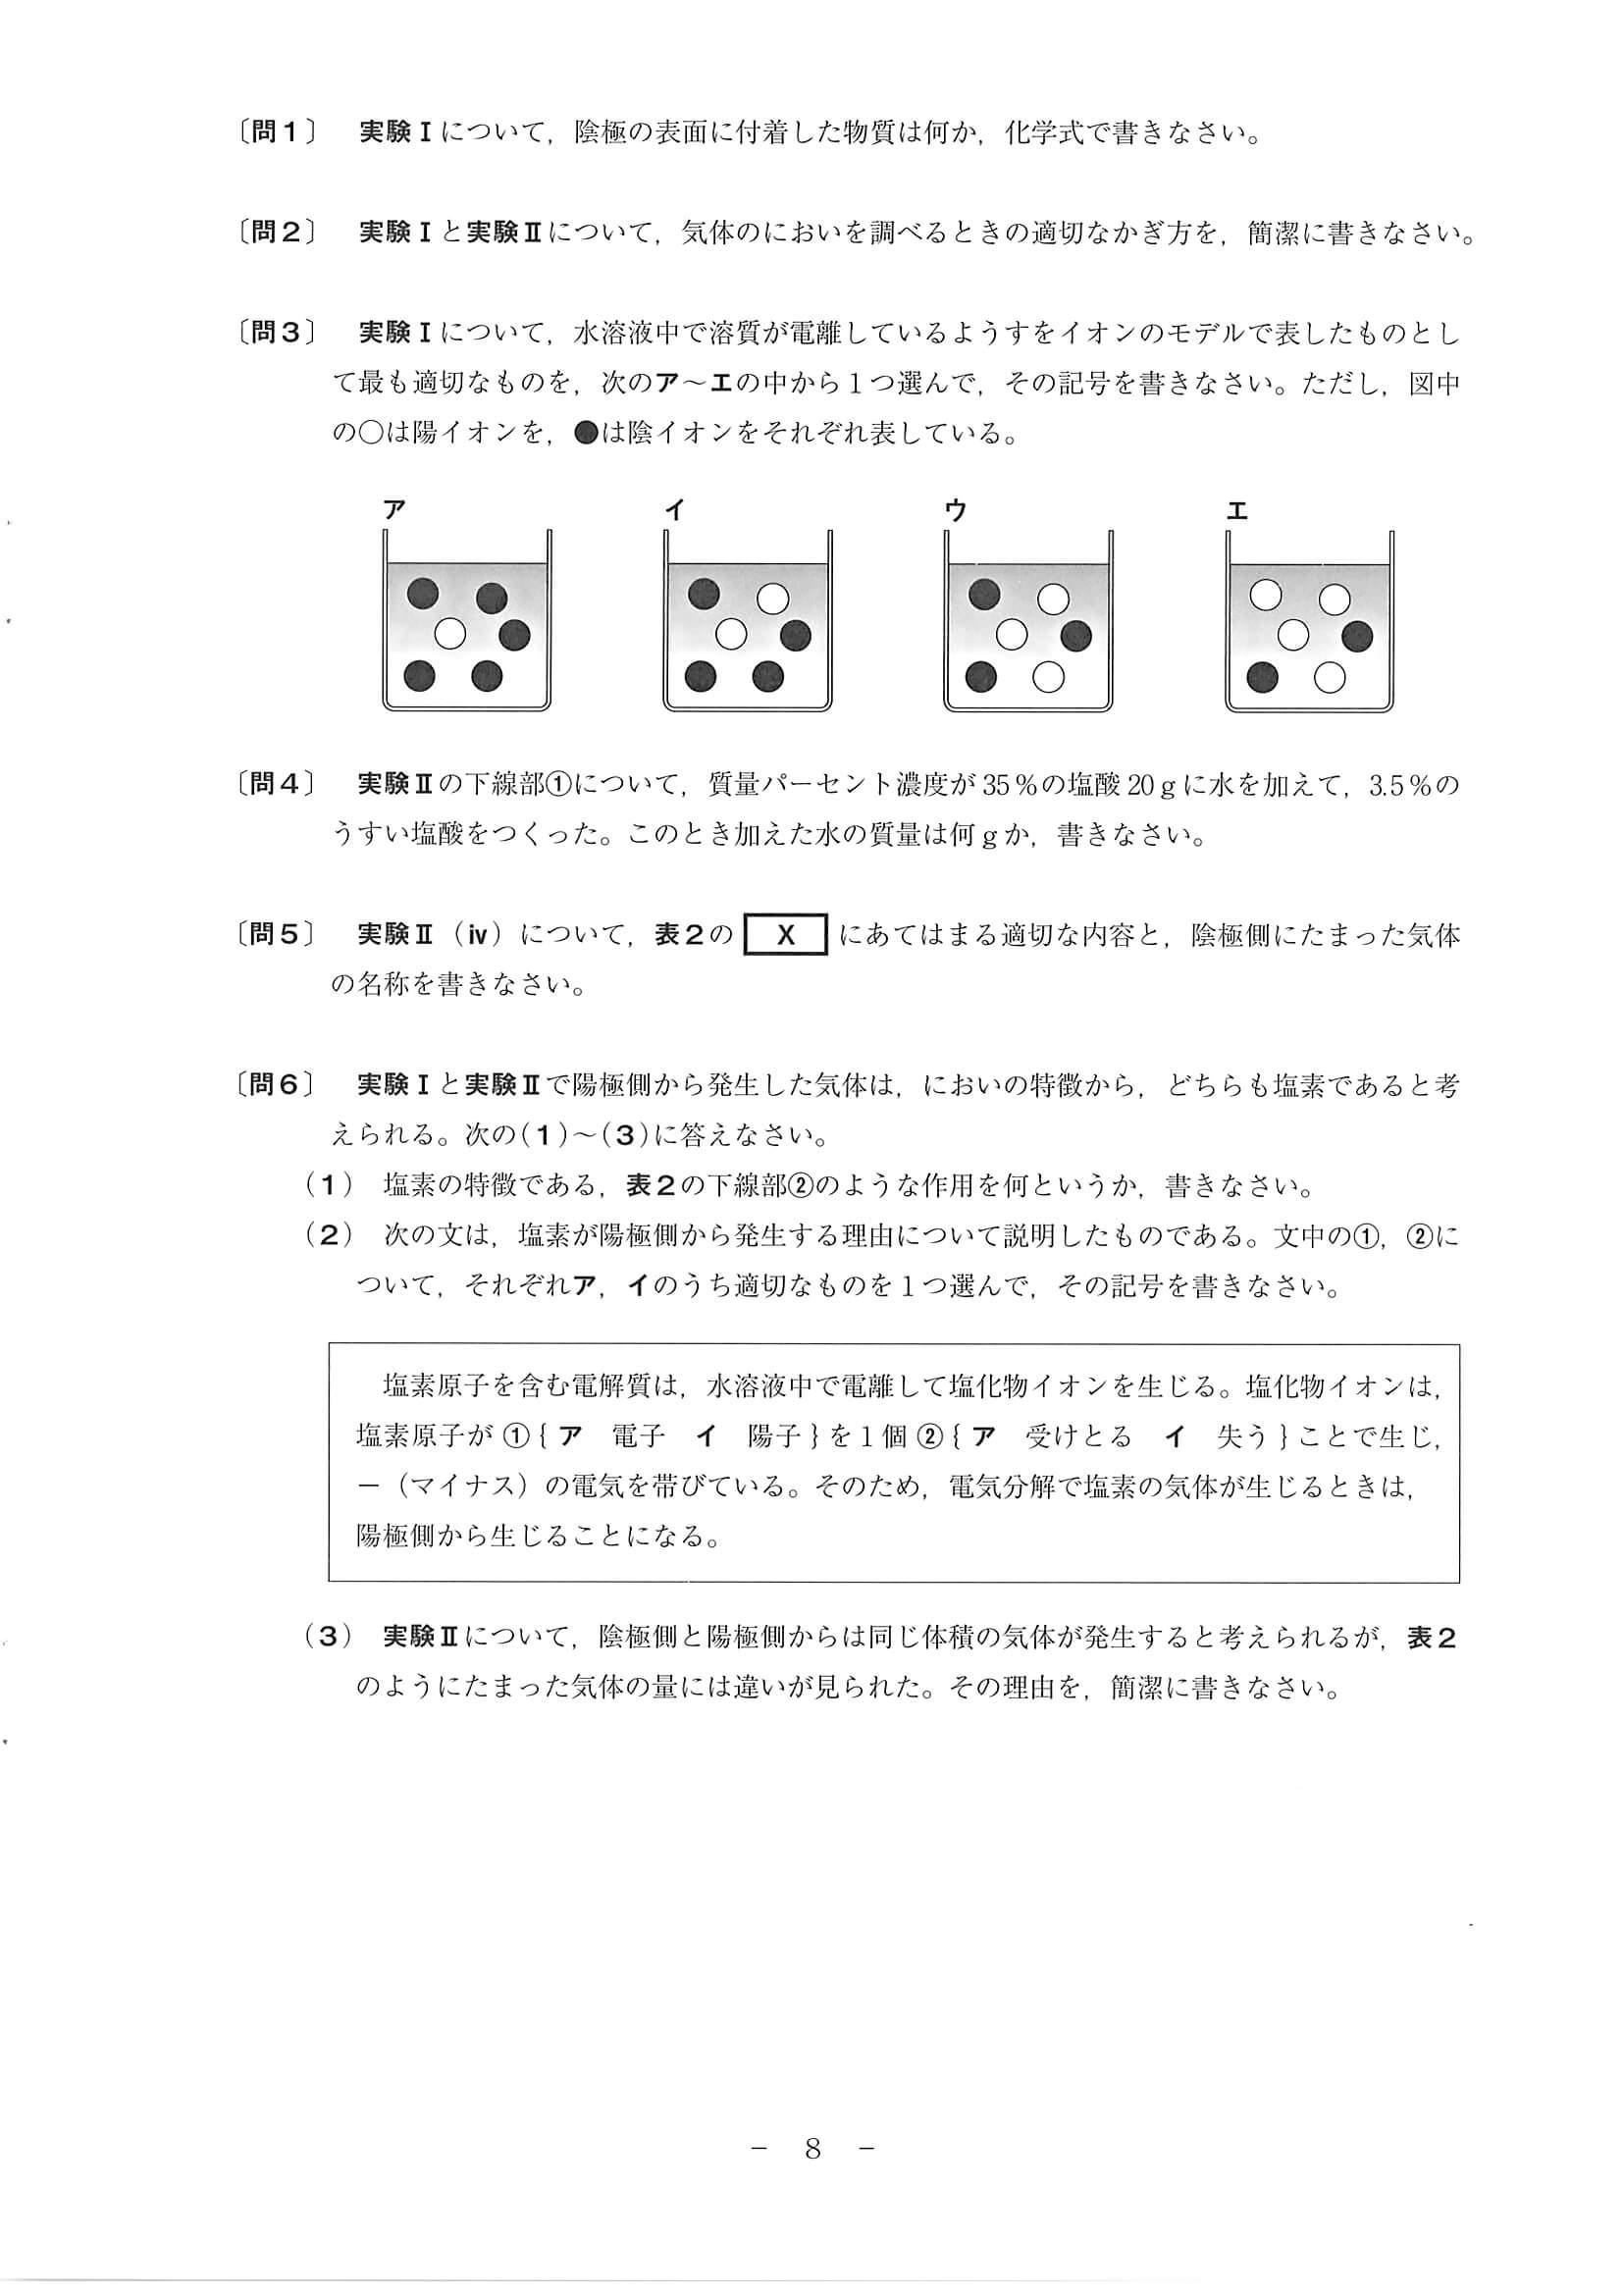 〔問1〕　実験Ⅰについて，陰極の表面に付着した物質は何か，化学式で書きなさい。
〔問2〕　実験Ⅰと実験Ⅱについて，気体のにおいを調べるときの適切なかぎ方を，簡潔に書きなさい。
〔問3〕　実験Ⅰについて，水溶液中で溶質が電離しているようすをイオンのモデルで表したものとし
て最も適切なものを，次のア～エの中から1つ選んで，その記号を書きなさい。ただし，図中
の○は陽イオンを，●は陰イオンをそれぞれ表している。
ア　イ　ウ　エ
〔問4〕　実験Ⅱの下線部①について，質量パーセント濃度が35％の塩酸20gに水を加えて，3.5％の
うすい塩酸をつくった。このとき加えた水の質量は何gか，書きなさい。
〔問5〕　実験Ⅱ（ⅳ）について，表2の X にあてはまる適切な内容と，陰極側にたまった気体
の名称を書きなさい。
〔問6〕　実験Ⅰと実験Ⅱで陽極側から発生した気体は，においの特徴から，どちらも塩素であると考
えられる。次の(1)～(3)に答えなさい。
（1）　塩素の特徴である，表2の下線部②のような作用を何というか，書きなさい。
（2）　次の文は，塩素が陽極側から発生する理由について説明したものである。文中の①，②に
ついて，それぞれア，イのうち適切なものを1つ選んで，その記号を書きなさい。
塩素原子を含む電解質は，水溶液中で電離して塩化物イオンを生じる。塩化物イオンは，
塩素原子が ①{ ア　電子　イ　陽子 }を1個 ②{ ア　受けとる　イ　失う }ことで生じ，
－（マイナス）の電気を帯びている。そのため，電気分解で塩素の気体が生じるときは，
陽極側から生じることになる。
（3）　実験Ⅱについて，陰極側と陽極側からは同じ体積の気体が発生すると考えられるが，表2
のようにたまった気体の量には違いが見られた。その理由を，簡潔に書きなさい。
－ 8 －